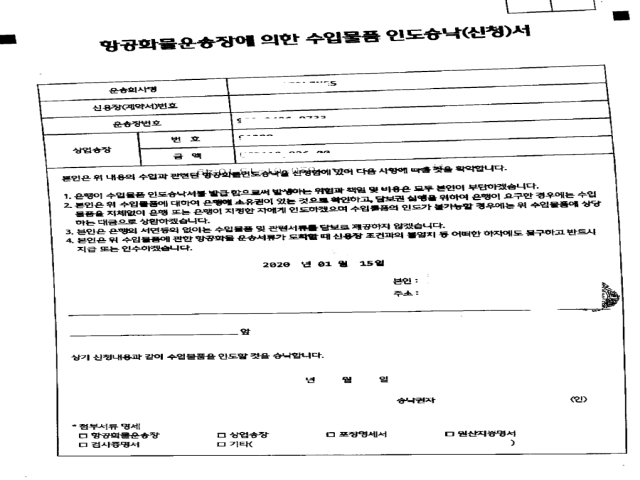 항공화물운송장에 의한 수입물품 인도승낙(신청)서
운송회사명
신용장(계약서)번호
운송장번호
상업송장
번 호
금 액
본인은 위 내용의 수입과 관련된 항공화물인도승낙을 신청함에 있어 다음 사항에 따를 것을 확약합니다.
1. 은행이 수입물품 인도승낙서를 발급 함으로써 발생하는 위험과 책임 및 비용은 모두 본인이 부담하겠습니다.
2. 본인은 위 수입물품에 대하여 은행에 소유권이 있는 것으로 확인하고, 담보권 실행을 위하여 은행이 요구한 경우에는 수입
물품을 지체없이 은행 또는 은행이 지정한 자에게 인도하겠으며 수입물품의 인도가 불가능할 경우에는 위 수입물품에 상당
하는 대금으로 상환하겠습니다.
3. 본인은 은행의 서면동의 없이는 수입물품 및 관련서류를 담보로 제공하지 않겠습니다.
4. 본인은 위 수입물품에 관한 항공화물 운송서류가 도착할 때 신용장 조건과의 불일치 등 어떠한 하자에도 불구하고 반드시
지급 또는 인수하겠습니다.
2020 년 01 월 15일
본인 :
주소 :
앞
상기 신청내용과 같이 수입물품을 인도할 것을 승낙합니다.
년 월 일
승낙권자 (인)
* 첨부서류 명세
□ 항공화물운송장 □ 상업송장 □ 포장명세서 □ 원산지증명서
□ 검사증명서 □ 기타( )